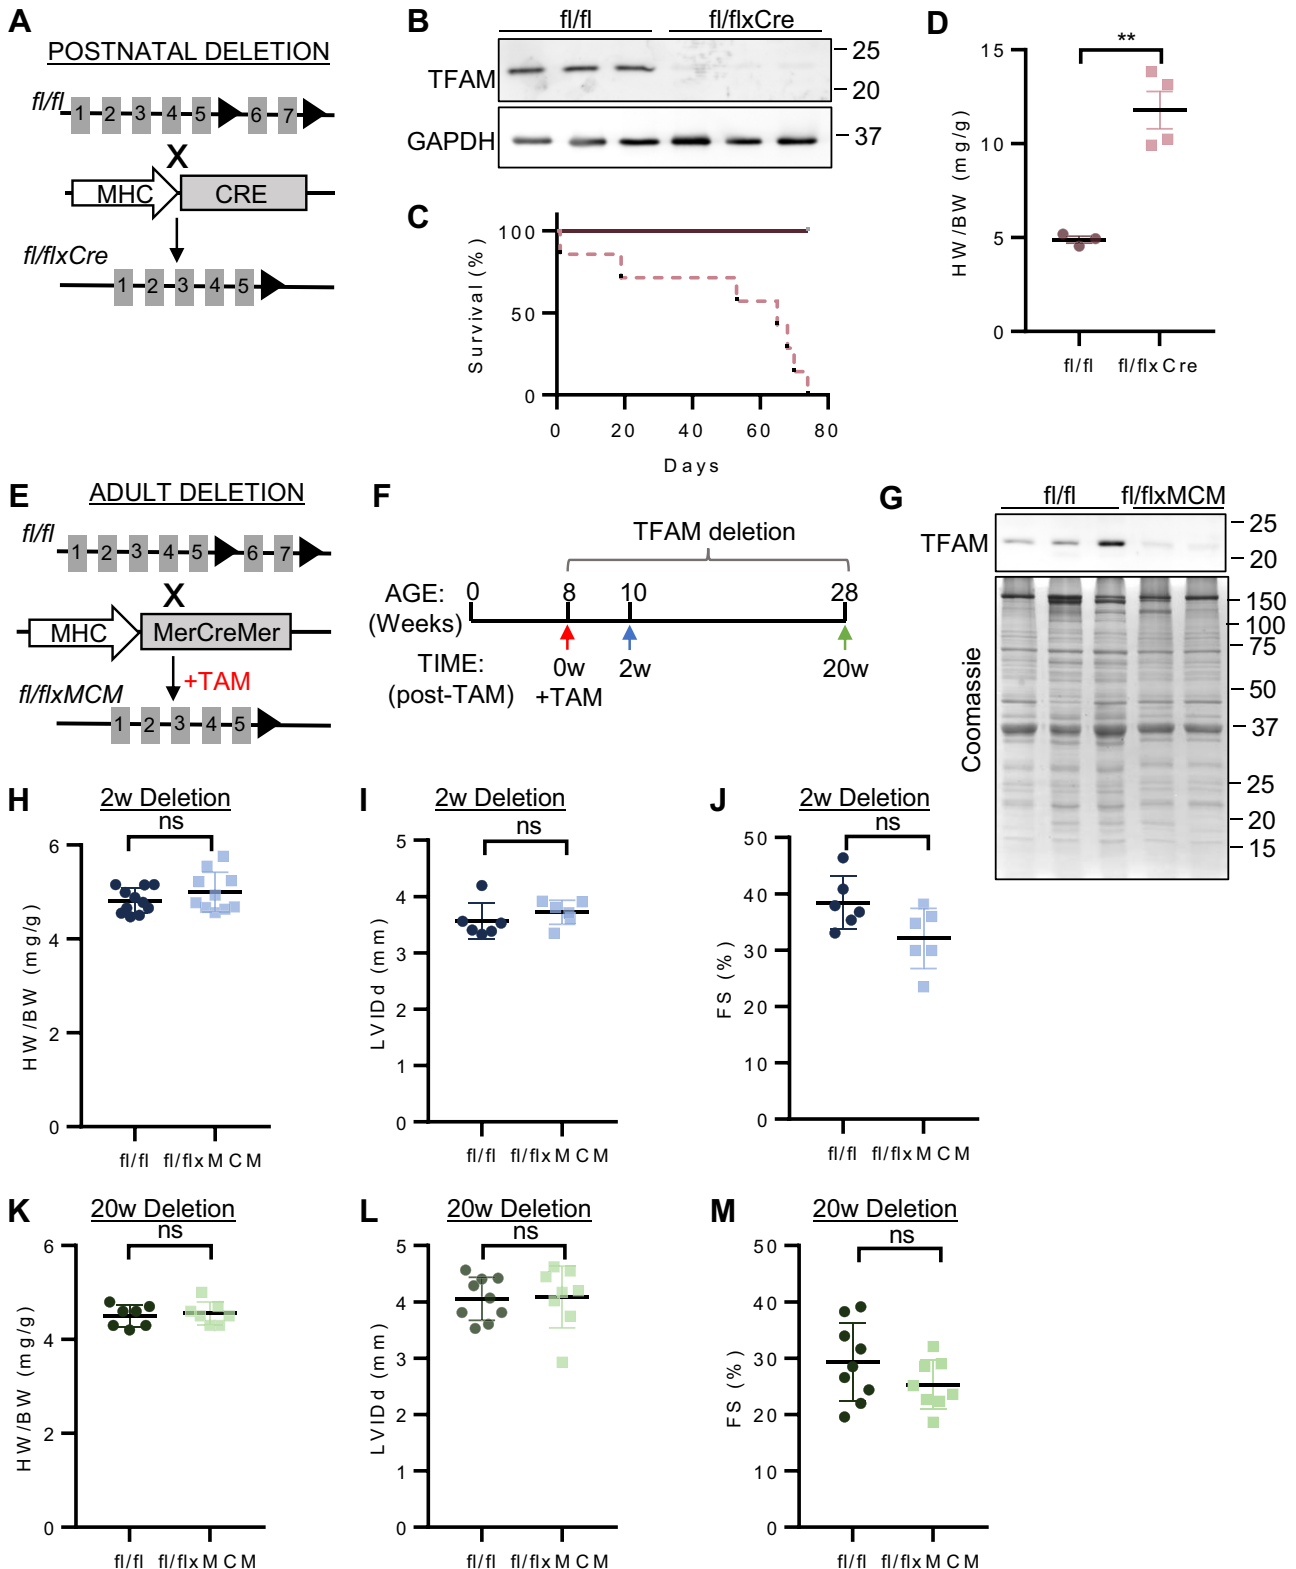 A
POSTNATAL DELETION
fl/fl
1 2 3 4 5 6 7
X
MHC CRE
fl/flxCre
1 2 3 4 5
B
fl/fl fl/flxCre
TFAM
25
20
GAPDH
37
C
Survival (%)
100
50
0
0 20 40 60 80
Days
D
**
HW/BW (mg/g)
15
10
5
0
fl/fl fl/flxCre
E
ADULT DELETION
fl/fl
1 2 3 4 5 6 7
X
MHC MerCreMer
+TAM
fl/flxMCM
1 2 3 4 5
F
TFAM deletion
AGE: 0 8 10 28
(Weeks)
TIME: 0w 2w 20w
(post-TAM) +TAM
G
fl/fl fl/flxMCM
TFAM
25
20
Coomassie
150
100
75
50
37
25
20
15
H
2w Deletion
ns
HW/BW (mg/g)
6
4
2
0
fl/fl fl/flxMCM
I
2w Deletion
ns
LVIDd (mm)
5
4
3
2
1
0
fl/fl fl/flxMCM
J
2w Deletion
ns
FS (%)
50
40
30
20
10
0
fl/fl fl/flxMCM
K
20w Deletion
ns
HW/BW (mg/g)
6
4
2
0
fl/fl fl/flxMCM
L
20w Deletion
ns
LVIDd (mm)
5
4
3
2
1
0
fl/fl fl/flxMCM
M
20w Deletion
ns
FS (%)
50
40
30
20
10
0
fl/fl fl/flxMCM